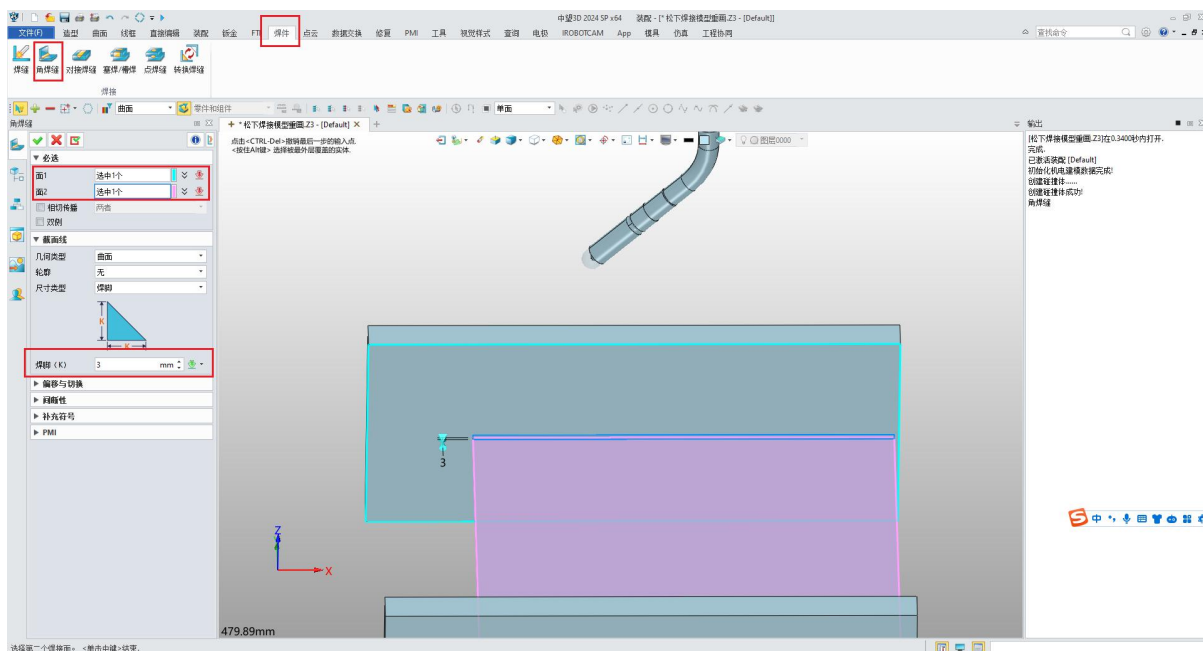 中望3D 2024 SP x64 装配 - [* 松下焊接模型重画.Z3 - [Default]]
文件(F) 造型 曲面 线框 直接编辑 装配 钣金 焊件 点云 数据交换 修复 PMI 工具 视觉样式 查询 电极 IROBOTCAM App 模具 仿真 工程协同 查找命令
焊缝 角焊缝 对接焊缝 塞焊/槽焊 点焊缝 转换焊缝
焊接
曲面 零件和组件 单面
角焊缝 * 松下焊接模型重画.Z3 - [Default] 输出
点击<CTRL-Del>撤销最后一步的输入点.
<按住Alt键> 选择被最外层覆盖的实体.
图层0000
必选
面1 选中1个
面2 选中1个
相切传播 两者
双侧
截面线
几何类型 曲面
轮廓 无
尺寸类型 焊脚
K
K
焊脚 (K) 3 mm
偏移与切换
间断性
补充符号
PMI
3
Z
X
479.89mm
[松下焊接模型重画.Z3]在0.3400秒内打开.
完成.
已激活装配 [Default]
初始化机电建模数据完成!
创建碰撞体......
创建碰撞体成功!
角焊缝
中
选择第二个焊接面。 <单击中键>结束.